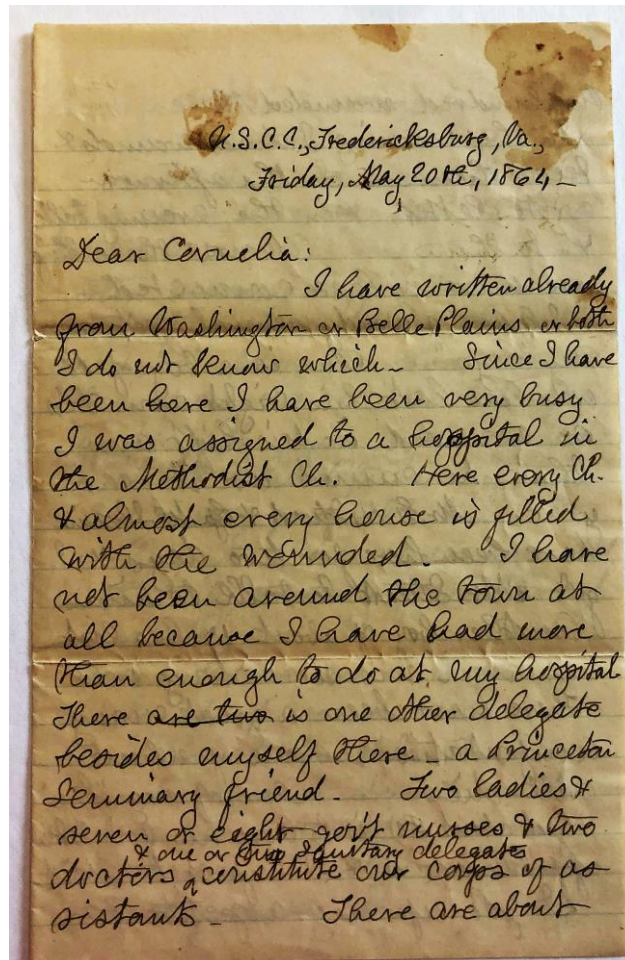 U.S.C.C., Fredericksburg, Va.,
Friday, May 20th, 1864 –
Dear Cornelia:
I have written already
from Washington or Belle Plains or both
I do not know which – Since I have
been here I have been very busy
I was assigned to a hospital in
the Methodist Ch. Here every Ch.
& almost every house is filled
with the wounded. I have
not been around the town at
all because I have had more
than enough to do at my hospital
There are two is one other delegate
besides myself there – a Princeton
Seminary friend. Two ladies &
seven or eight gov't nurses & two
& one or two Sanitary delegates
doctors ^ constitute our corps of as
sistants – There are about